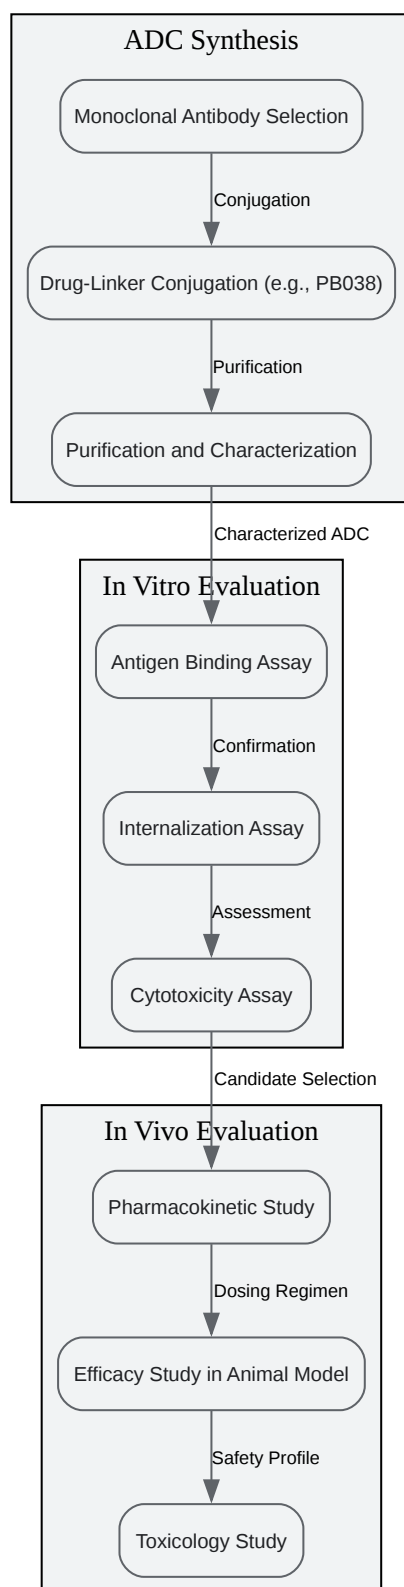 ADC Synthesis
Monoclonal Antibody Selection
Conjugation
Drug-Linker Conjugation (e.g., PB038)
Purification
Purification and Characterization
Characterized ADC
In Vitro Evaluation
Antigen Binding Assay
Confirmation
Internalization Assay
Assessment
Cytotoxicity Assay
Candidate Selection
In Vivo Evaluation
Pharmacokinetic Study
Dosing Regimen
Efficacy Study in Animal Model
Safety Profile
Toxicology Study